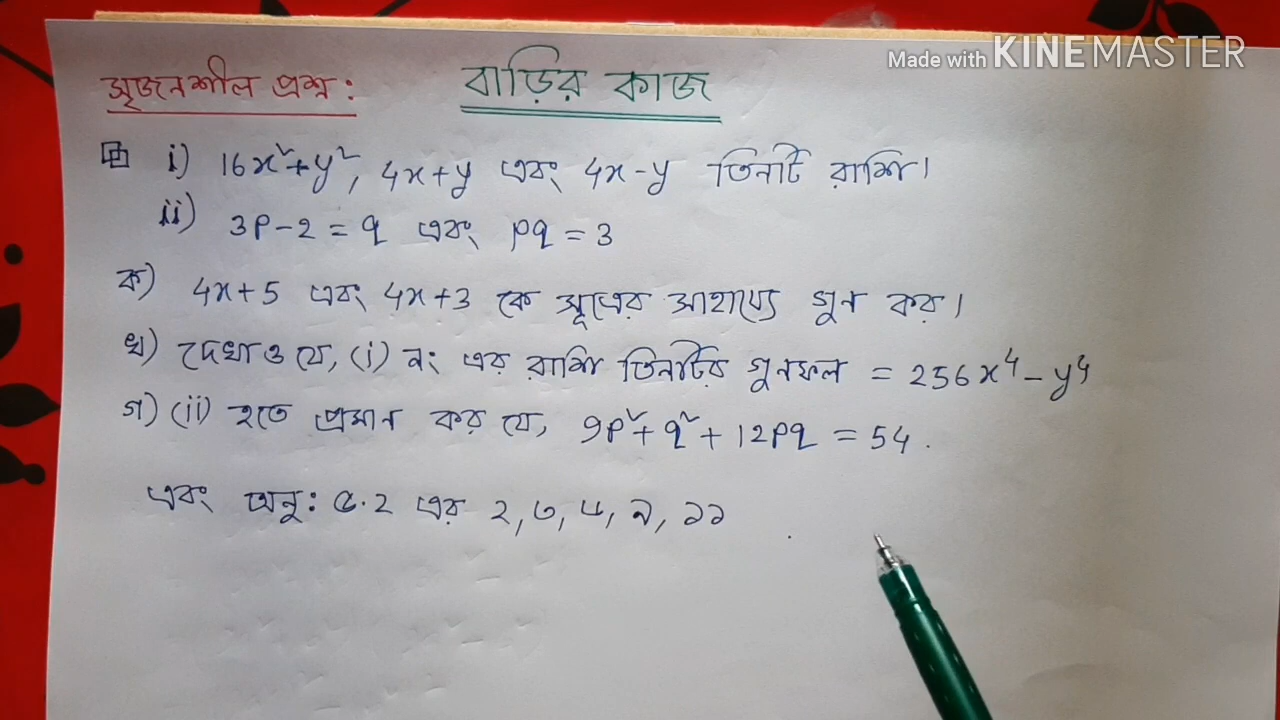 Made with KINEMASTER
সৃজনশীল প্রশ্ন: বাড়ির কাজ
i) 16x²+y², 4x+y এবং 4x-y তিনটি রাশি।
ii) 3p-2 = q এবং pq = 3
ক) 4x+5 এবং 4x+3 কে সূত্রের সাহায্যে গুন কর।
খ) দেখাও যে, (i) নং এর রাশি তিনটির গুনফল = 256x⁴-y⁴
গ) (ii) হতে প্রমান কর যে, 9p²+q²+12pq = 54.
এবং অনু: ৫.২ এর ২, ৩, ৮, ৯, ১১